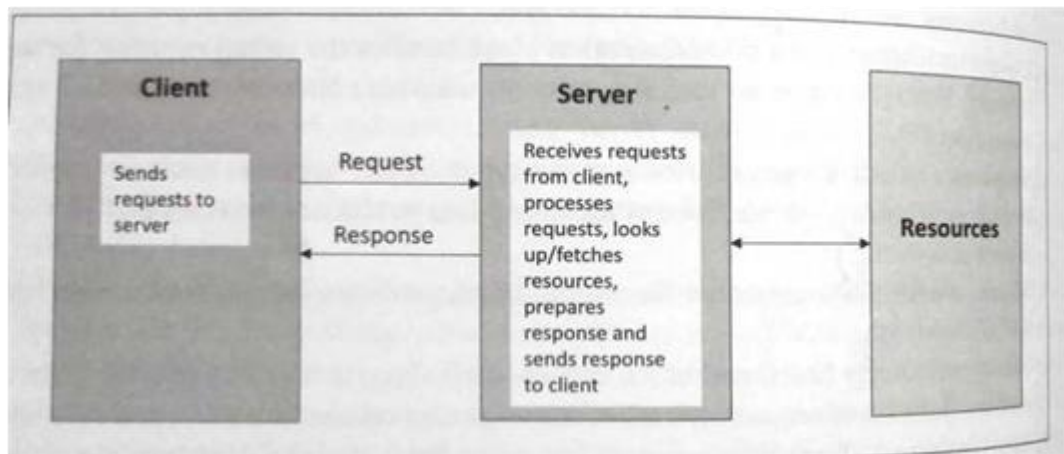 Client
Sends
requests to
server
Request
Response
Server
Receives requests
from client,
processes
requests, looks
up/fetches
resources,
prepares
response and
sends response
to client
Resources